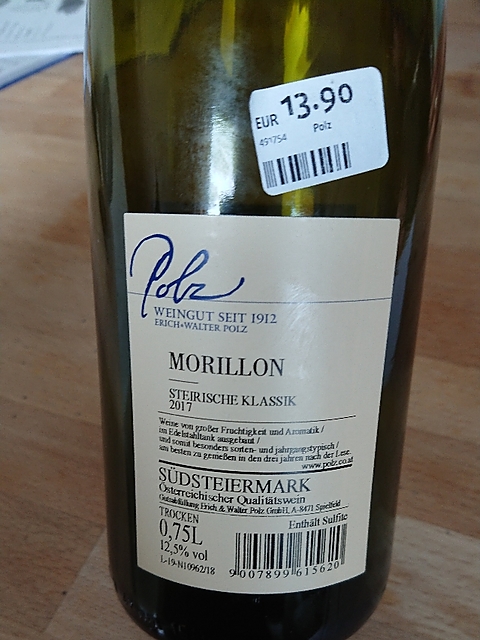 EUR 13.90
491754 Polz
Polz
WEINGUT SEIT 1912
ERICH+WALTER POLZ
MORILLON
STEIRISCHE KLASSIK
2017
Weine von großer Fruchtigkeit und Aromatik /
im Edelstahltank ausgebaut /
und somit besonders sorten- und jahrgangstypisch /
am besten zu genießen in den drei jahren nach der Lese.
www.polz.co.at
SÜDSTEIERMARK
Österreichischer Qualitätswein
Gutsabfüllung Erich & Walter Polz GmbH, A-8471 Spielfeld
TROCKEN
Enthält Sulfite
0,75L
12,5% vol
L-19-N10962/18
9007899615620